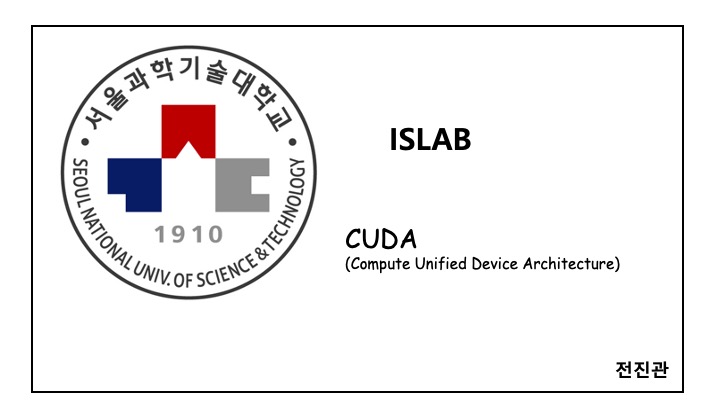 서울과학기술대학교
SEOUL NATIONAL UNIV. OF SCIENCE & TECHNOLOGY
1910
ISLAB
CUDA
(Compute Unified Device Architecture)
전진관